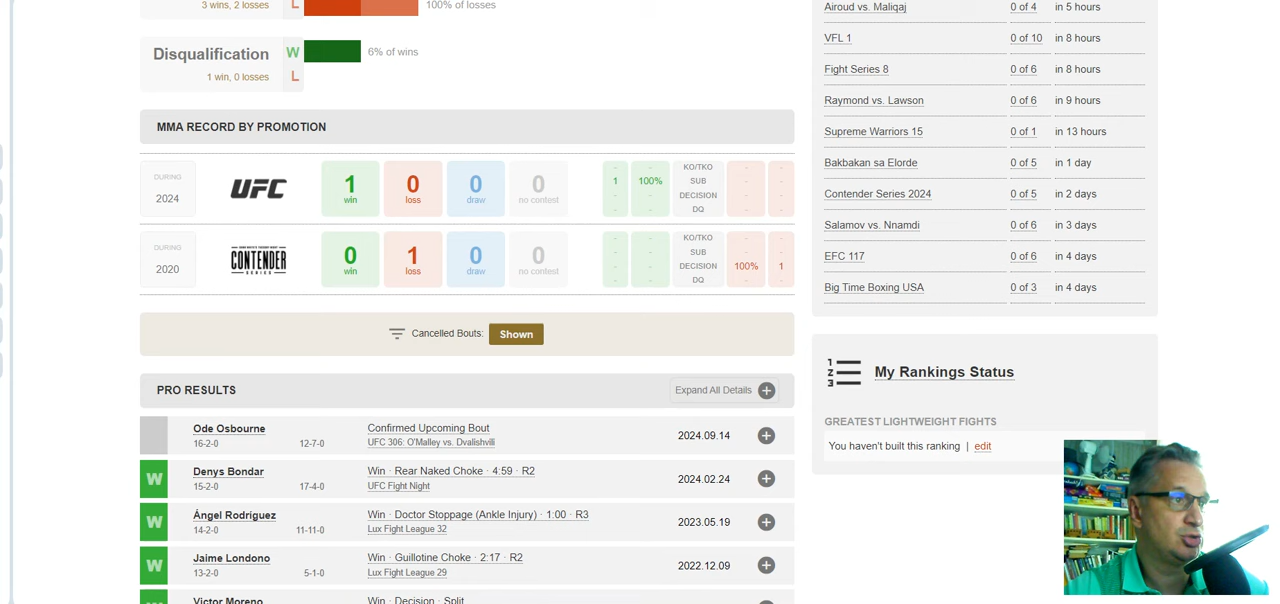 3 wins, 2 losses
L
100% of losses
Disqualification
W
6% of wins
1 win, 0 losses
L
MMA RECORD BY PROMOTION
DURING
2024
UFC
1
win
0
loss
0
draw
0
no contest
-
1
-
-
-
100%
-
-
KO/TKO
SUB
DECISION
DQ
-
-
-
-
-
-
-
-
DURING
2020
CONTENDER
SERIES
0
win
1
loss
0
draw
0
no contest
-
-
-
-
-
-
-
-
KO/TKO
SUB
DECISION
DQ
-
-
100%
-
-
-
1
-
Cancelled Bouts:
Shown
PRO RESULTS
Expand All Details
Ode Osbourne
16-2-0
12-7-0
Confirmed Upcoming Bout
UFC 306: O'Malley vs. Dvalishvili
2024.09.14
W
Denys Bondar
15-2-0
17-4-0
Win · Rear Naked Choke · 4:59 · R2
UFC Fight Night
2024.02.24
W
Ángel Rodríguez
14-2-0
11-11-0
Win · Doctor Stoppage (Ankle Injury) · 1:00 · R3
Lux Fight League 32
2023.05.19
W
Jaime Londono
13-2-0
5-1-0
Win · Guillotine Choke · 2:17 · R2
Lux Fight League 29
2022.12.09
Victor Moreno
Win · Decision · Split
Airoud vs. Maliqaj
0 of 4
in 5 hours
VFL 1
0 of 10
in 8 hours
Fight Series 8
0 of 6
in 8 hours
Raymond vs. Lawson
0 of 6
in 9 hours
Supreme Warriors 15
0 of 1
in 13 hours
Bakbakan sa Elorde
0 of 5
in 1 day
Contender Series 2024
0 of 5
in 2 days
Salamov vs. Nnamdi
0 of 6
in 3 days
EFC 117
0 of 6
in 4 days
Big Time Boxing USA
0 of 3
in 4 days
My Rankings Status
GREATEST LIGHTWEIGHT FIGHTS
You haven't built this ranking | edit